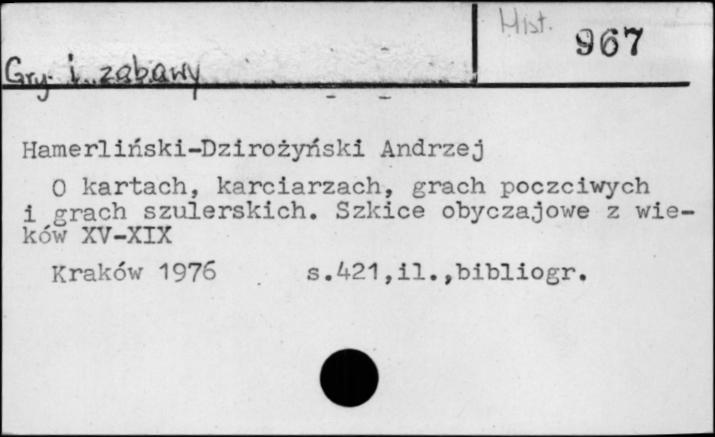 Hist. 967
Gry i zabawy
Hamerliński-Dzirożyński Andrzej
O kartach, karciarzach, grach poczciwych
i grach szulerskich. Szkice obyczajowe z wie-
ków XV-XIX
Kraków 1976 s.421,il.,bibliogr.